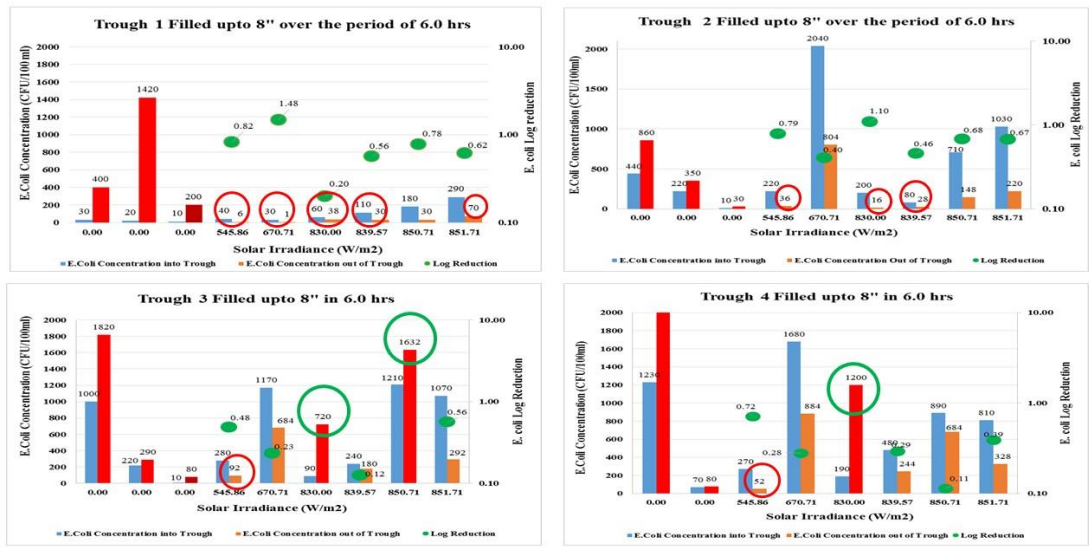 Trough 1 Filled upto 8" over the period of 6.0 hrs
E.Coli Concentration (CFU/100ml)
2000
1800
1600
1400
1200
1000
800
600
400
200
0
10.00
1.00
0.10
E. coli Log Reduction
30 400 20 1420 10 200 40 6 30 1 60 38 110 30 180 30 290 70
0.82 1.48 0.20 0.56 0.78 0.62
0.00 0.00 0.00 545.86 670.71 830.00 839.57 850.71 851.71
Solar Irradiance (W/m2)
E.Coli Concentration into Trough E.Coli Concentration out of Trough Log Reduction
Trough 2 Filled upto 8" over the period of 6.0 hrs
E.Coli Concentration (CFU/100ml)
2000
1500
1000
500
0
10.00
1.00
0.10
E. coli Log Reduction
440 860 220 350 10 30 220 36 2040 804 200 16 80 28 710 148 1030 220
0.79 0.40 1.10 0.46 0.68 0.67
0.00 0.00 0.00 545.86 670.71 830.00 839.57 850.71 851.71
Solar Irradiance (W/m2)
E.Coli Concentration into Trough E.Coli Concentration Out of Trough Log Reduction
Trough 3 Filled upto 8" in 6.0 hrs
E.Coli Concentration (CFU/100ml)
2000
1800
1600
1400
1200
1000
800
600
400
200
0
10.00
1.00
0.10
E. coli Log Reduction
1000 1820 220 290 10 80 280 92 1170 684 90 720 240 180 1210 1632 1070 292
0.48 0.23 0.12 0.56
0.00 0.00 0.00 545.86 670.71 830.00 839.57 850.71 851.71
Solar Irradiance (W/m2)
E.Coli Concentration into Trough E.Coli Concentration out of Trough Log Reduction
Trough 4 Filled upto 8" in 6.0 hrs
E.Coli Concentration (CFU/100ml)
2000
1800
1600
1400
1200
1000
800
600
400
200
0
10.00
1.00
0.10
E. coli Log Reduction
1230 70 80 270 52 1680 884 190 1200 480 244 890 684 810 328
0.72 0.28 0.29 0.11 0.39
0.00 0.00 545.86 670.71 830.00 839.57 850.71 851.71
Solar Irradiance (W/m2)
E.Coli Concentration into Trough E.Coli Concentration out of Trough Log Reduction